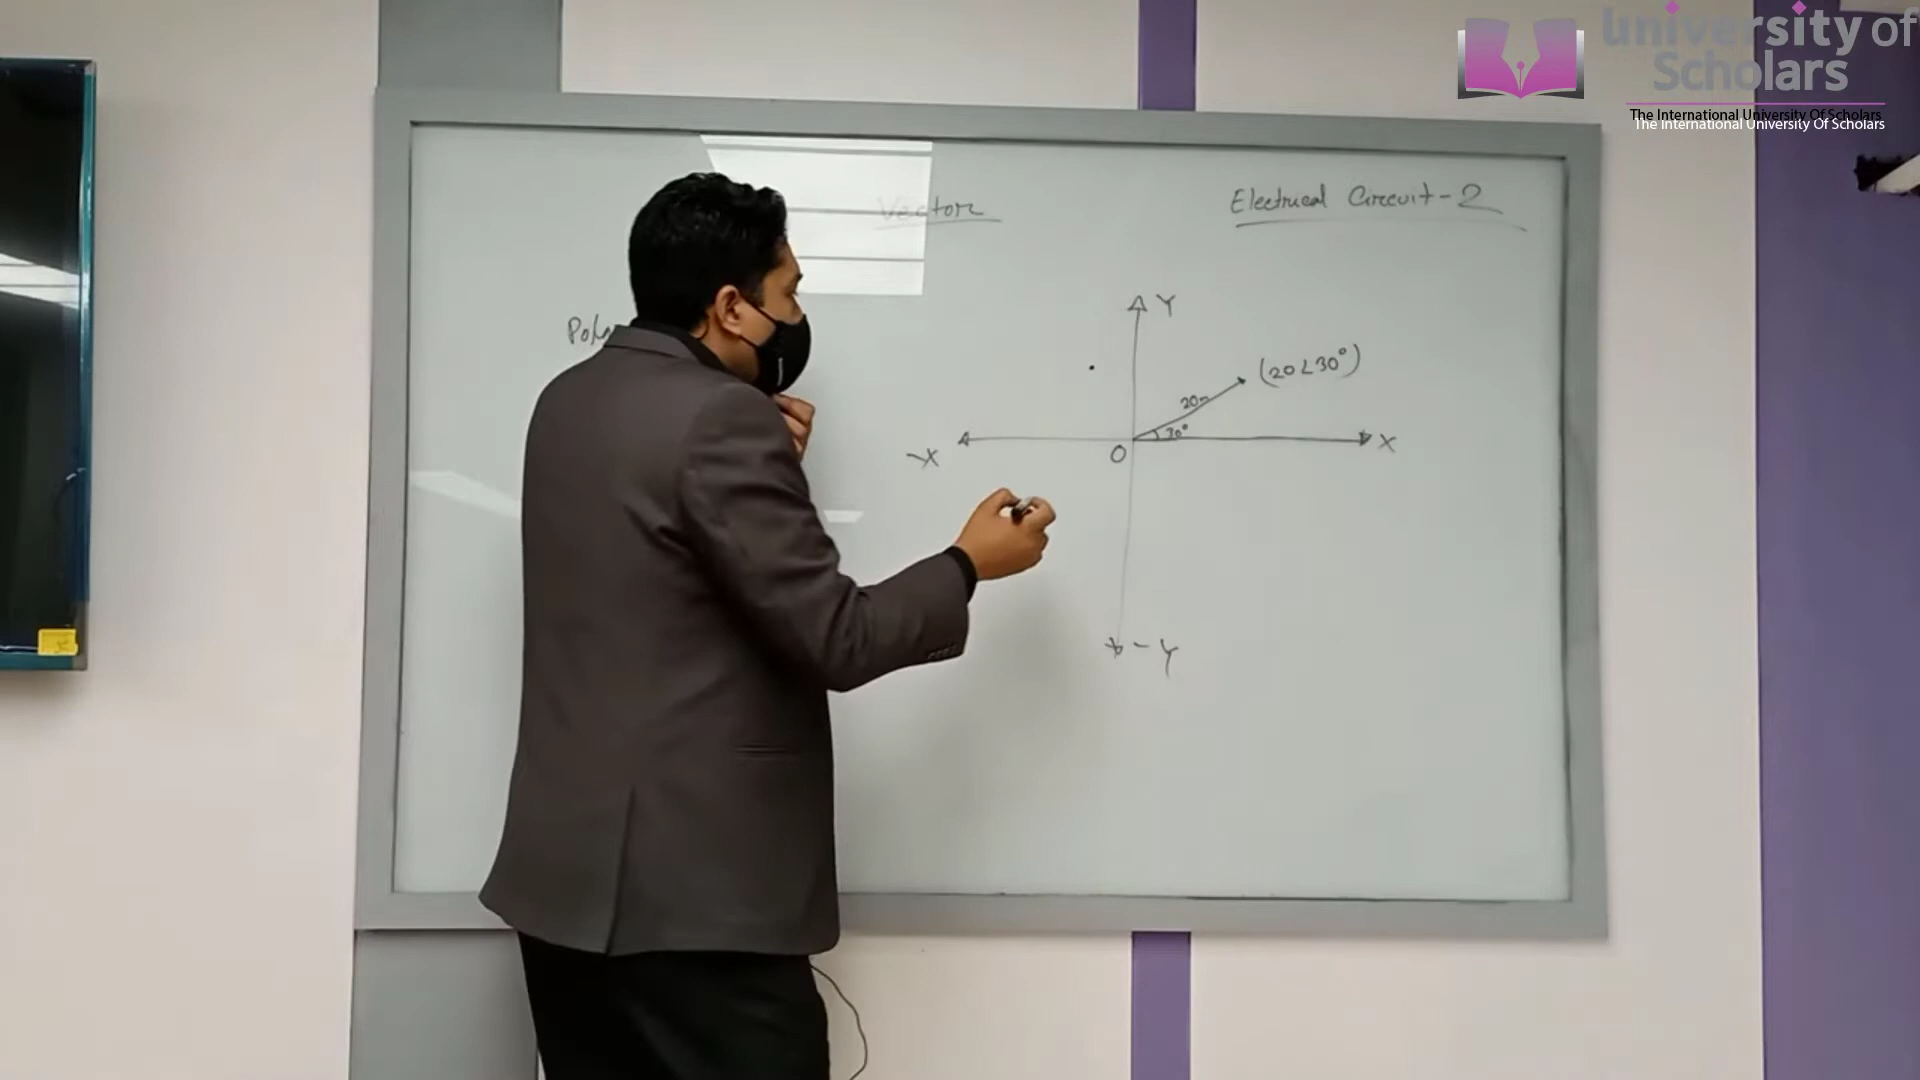 University of
Scholars
The International University Of Scholars
The International University Of Scholars
Vector
Electrical Circuit-2
Y
(20∠30°)
20m
30°
-X
O
X
-Y